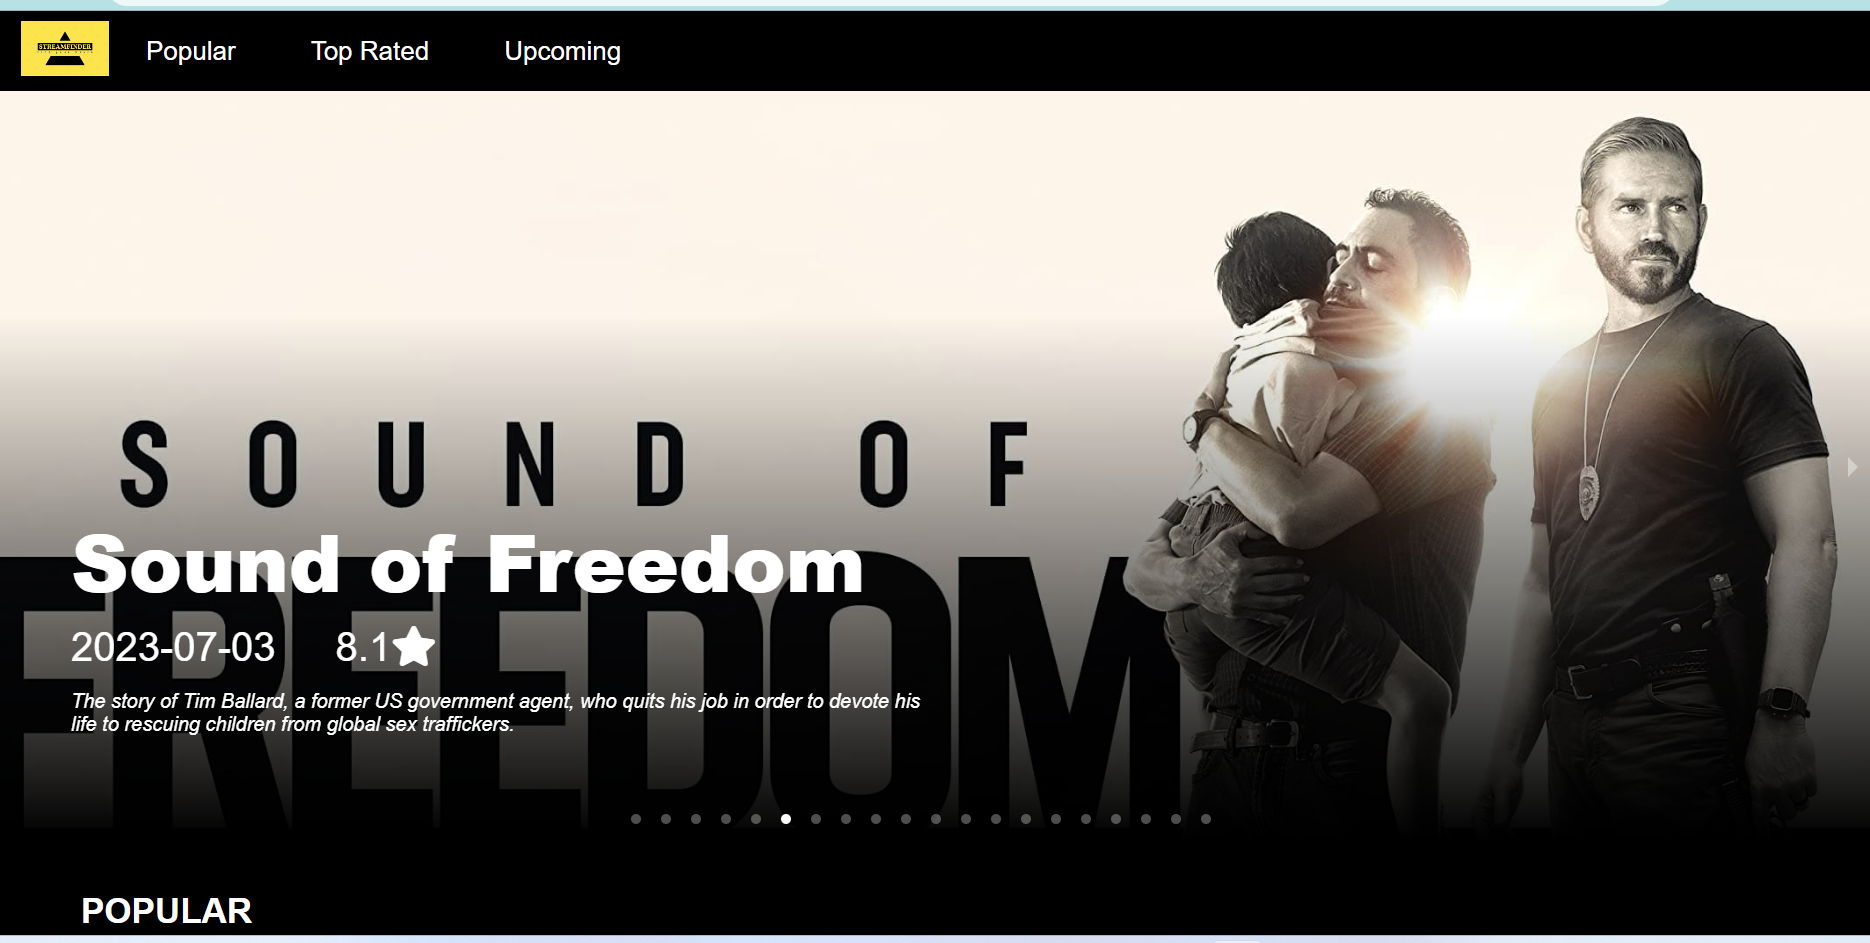 STREAMFINDER
Popular
Top Rated
Upcoming
SOUND OF
FREEDOM
Sound of Freedom
2023-07-03 8.1
The story of Tim Ballard, a former US government agent, who quits his job in order to devote his
life to rescuing children from global sex traffickers.
POPULAR